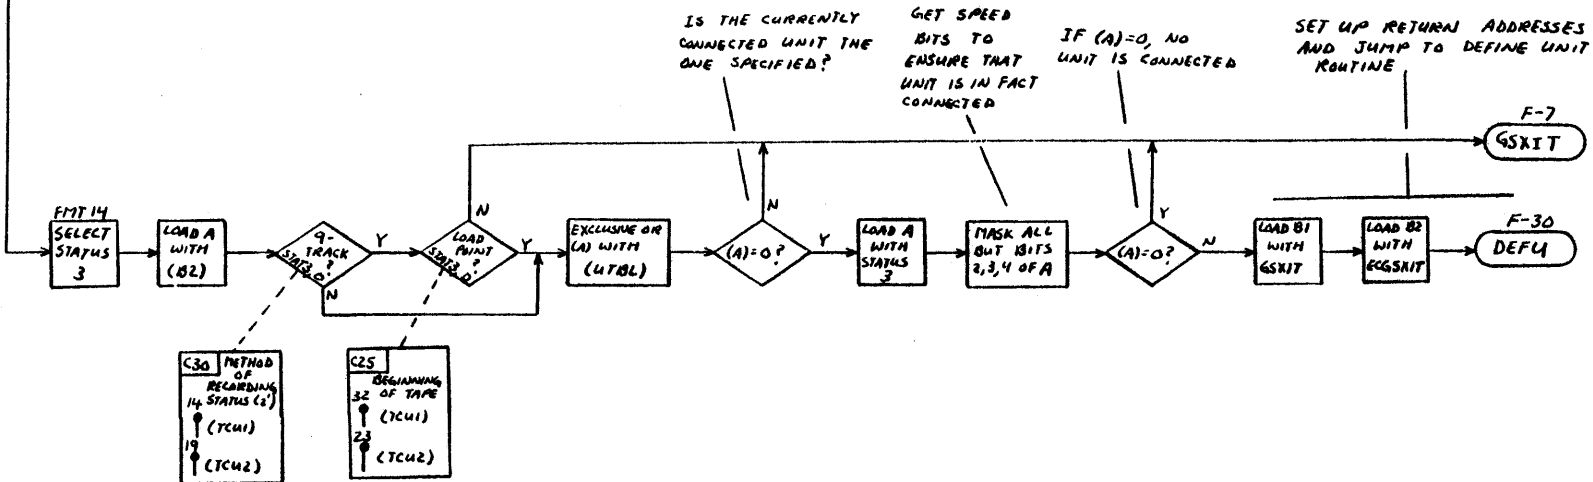 IS THE CURRENTLY
CONNECTED UNIT THE
ONE SPECIFIED?
GET SPEED
BITS TO
ENSURE THAT
UNIT IS IN FACT
CONNECTED
IF (A)=0, NO
UNIT IS CONNECTED
SET UP RETURN ADDRESSES
AND JUMP TO DEFINE UNIT
ROUTINE
F-7
GSXIT
FMT 14
SELECT
STATUS
3
LOAD A
WITH
(B2)
9-
TRACK
?
Y
N
LOAD
POINT
?
N
Y
EXCLUSIVE OR
(A) WITH
(UTBL)
(A)=0?
N
Y
LOAD A
WITH
STATUS
3
MASK ALL
BUT BITS
2,3,4 OF A
(A)=0?
Y
N
LOAD B1
WITH
GSXIT
LOAD B2
WITH
ECGSXIT
F-30
DEFU
C30
METHOD
OF
RECORDING
STATUS (2')
14
(TCU1)
19
(TCU2)
C25
BEGINNING
OF TAPE
32
(TCU1)
23
(TCU2)